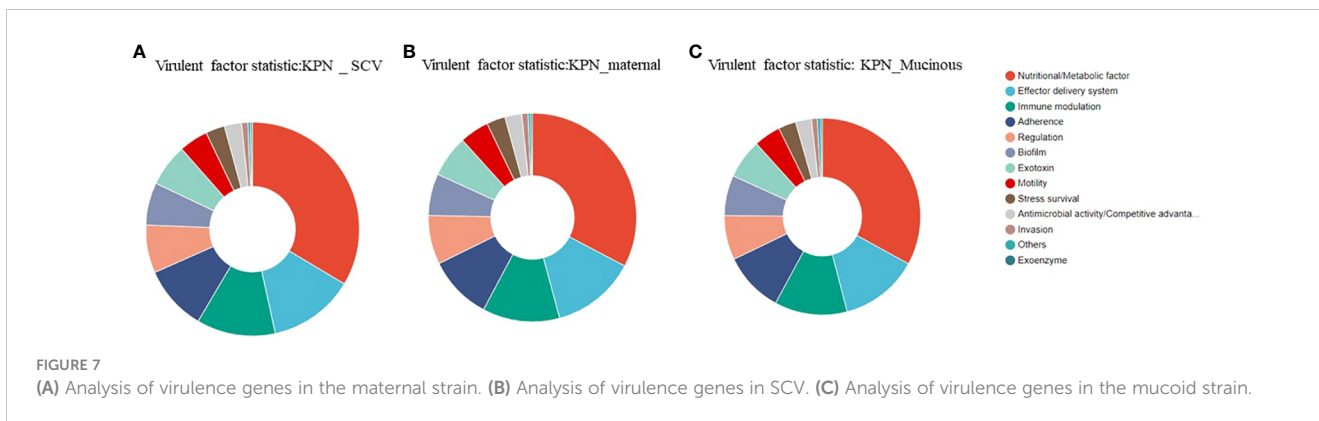 A
Virulent factor statistic:KPN _ SCV
B
Virulent factor statistic:KPN_maternal
C
Virulent factor statistic: KPN_Mucinous
Nutritional/Metabolic factor
Effector delivery system
Immune modulation
Adherence
Regulation
Biofilm
Exotoxin
Motility
Stress survival
Antimicrobial activity/Competitive advanta...
Invasion
Others
Exoenzyme
FIGURE 7
(A) Analysis of virulence genes in the maternal strain. (B) Analysis of virulence genes in SCV. (C) Analysis of virulence genes in the mucoid strain.